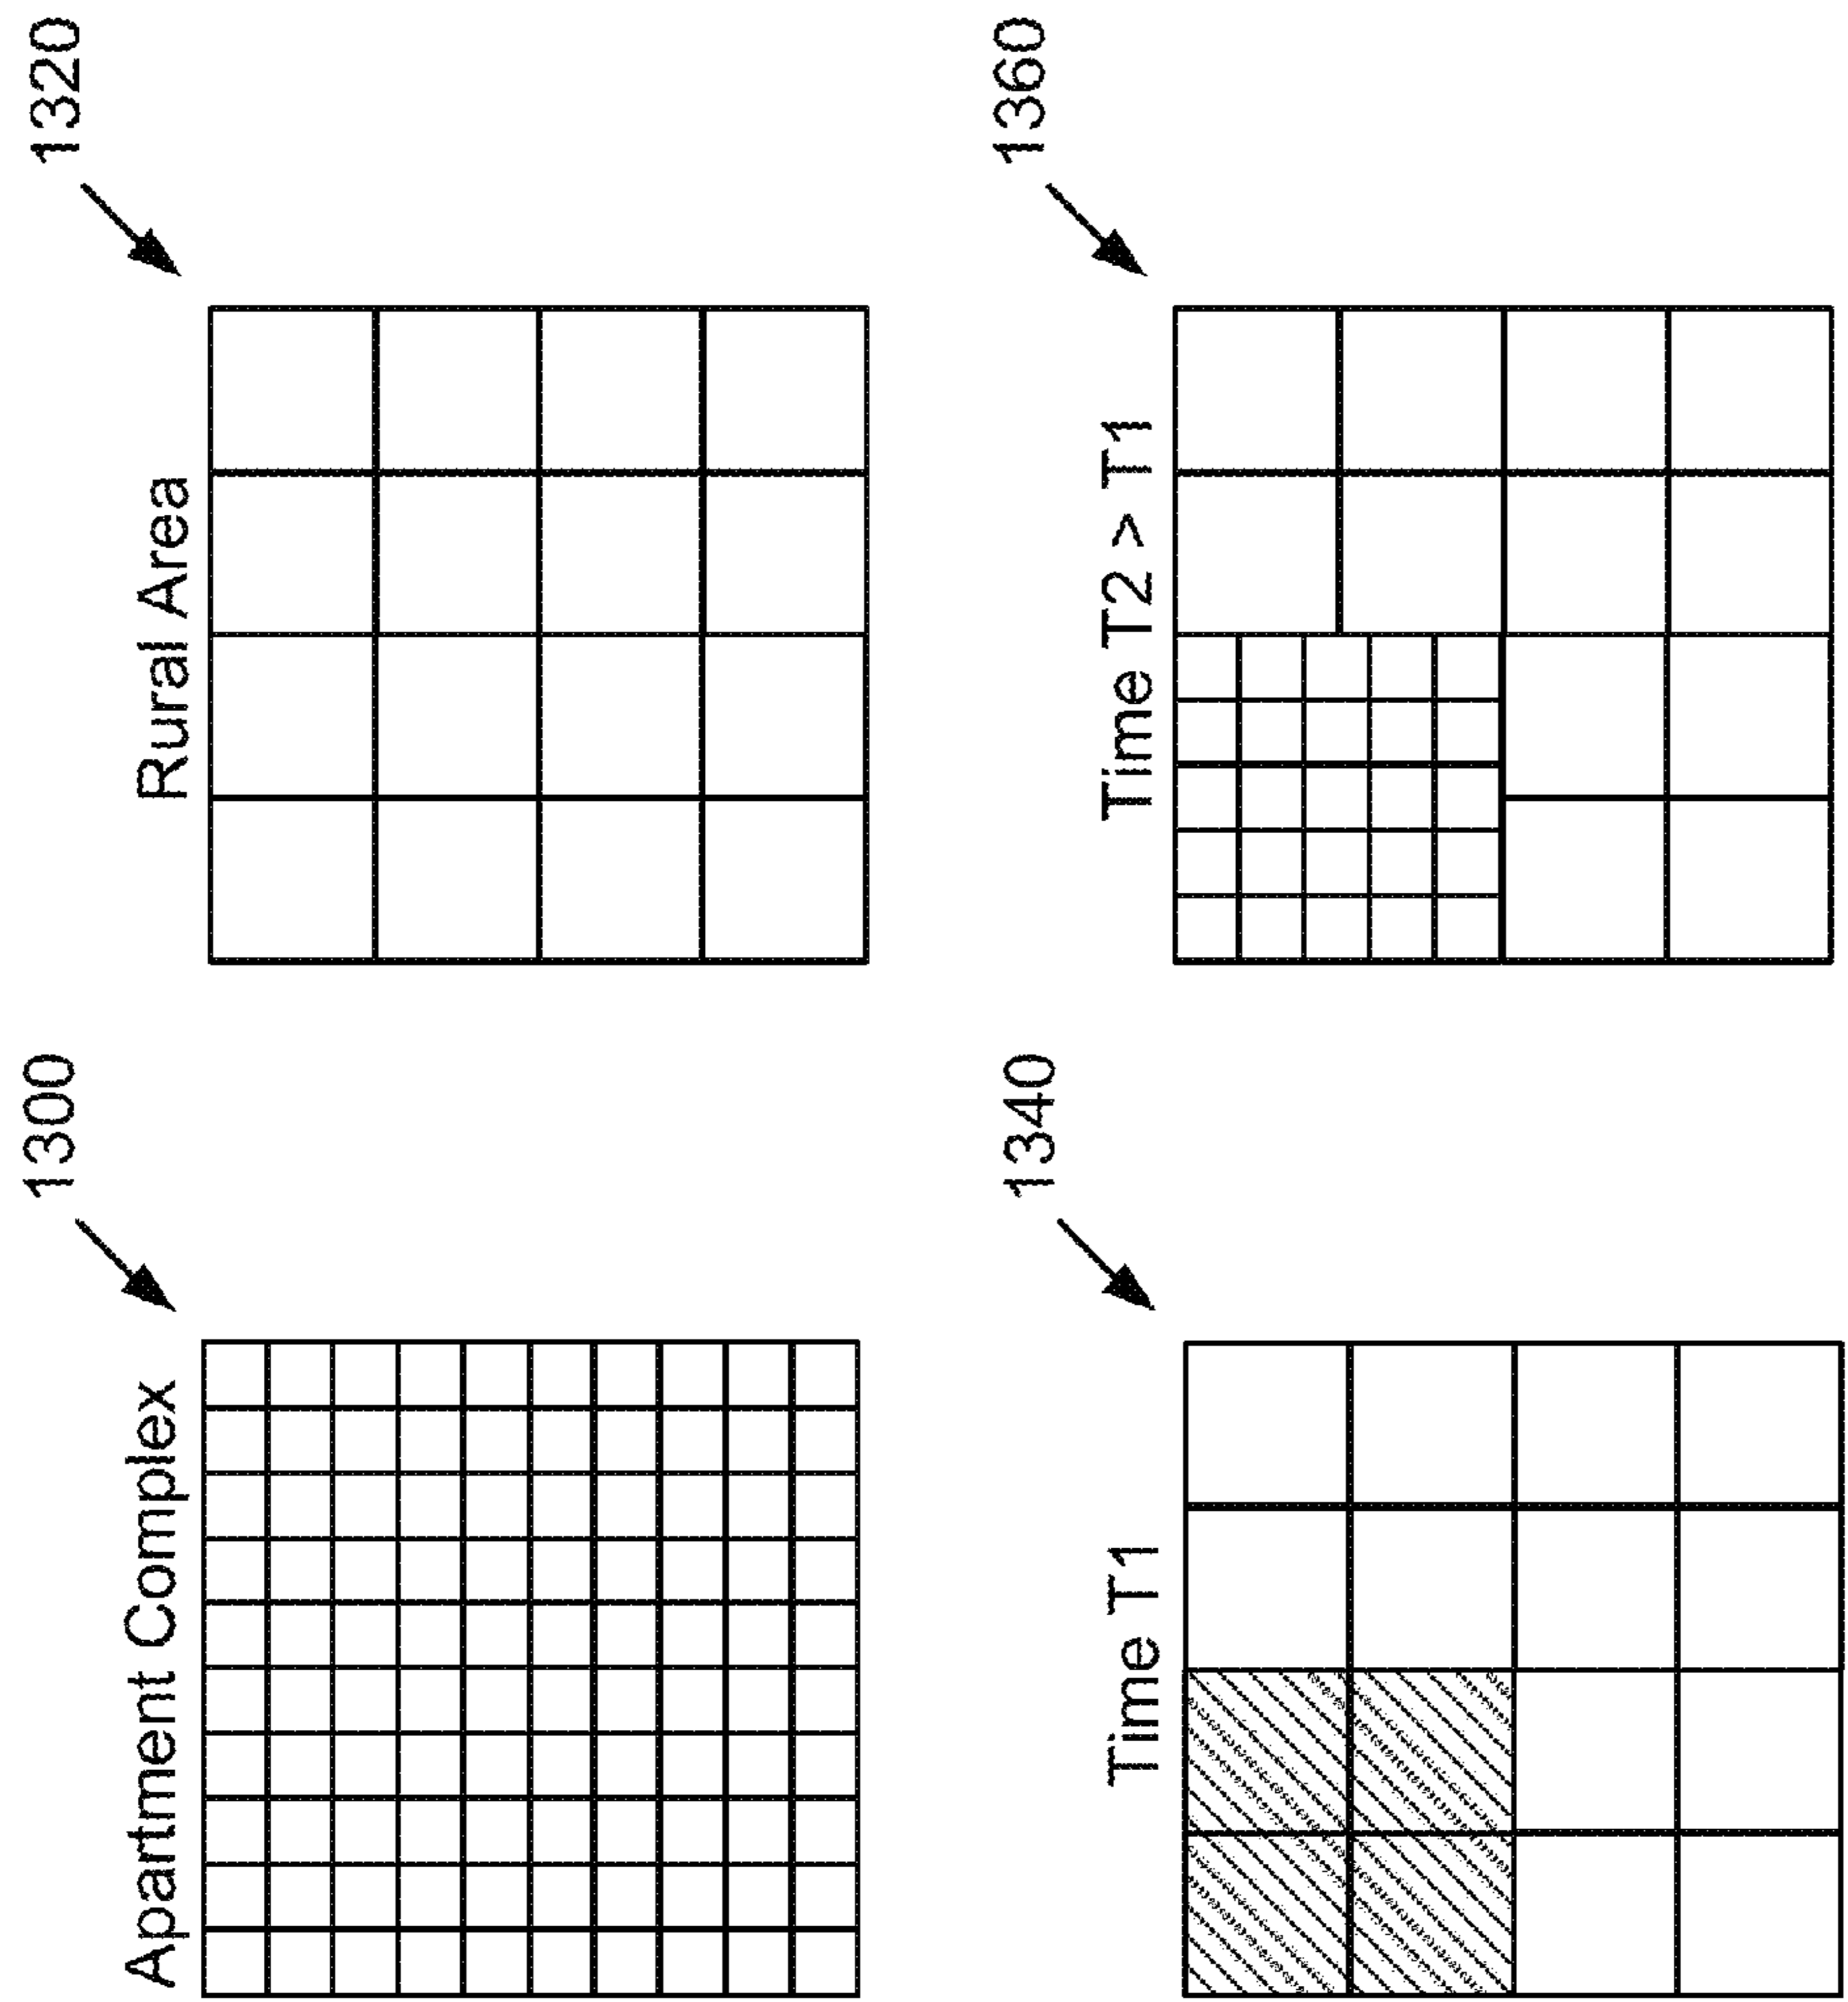 1300
Apartment Complex
1320
Rural Area
1340
Time T1
1360
Time T2 > T1